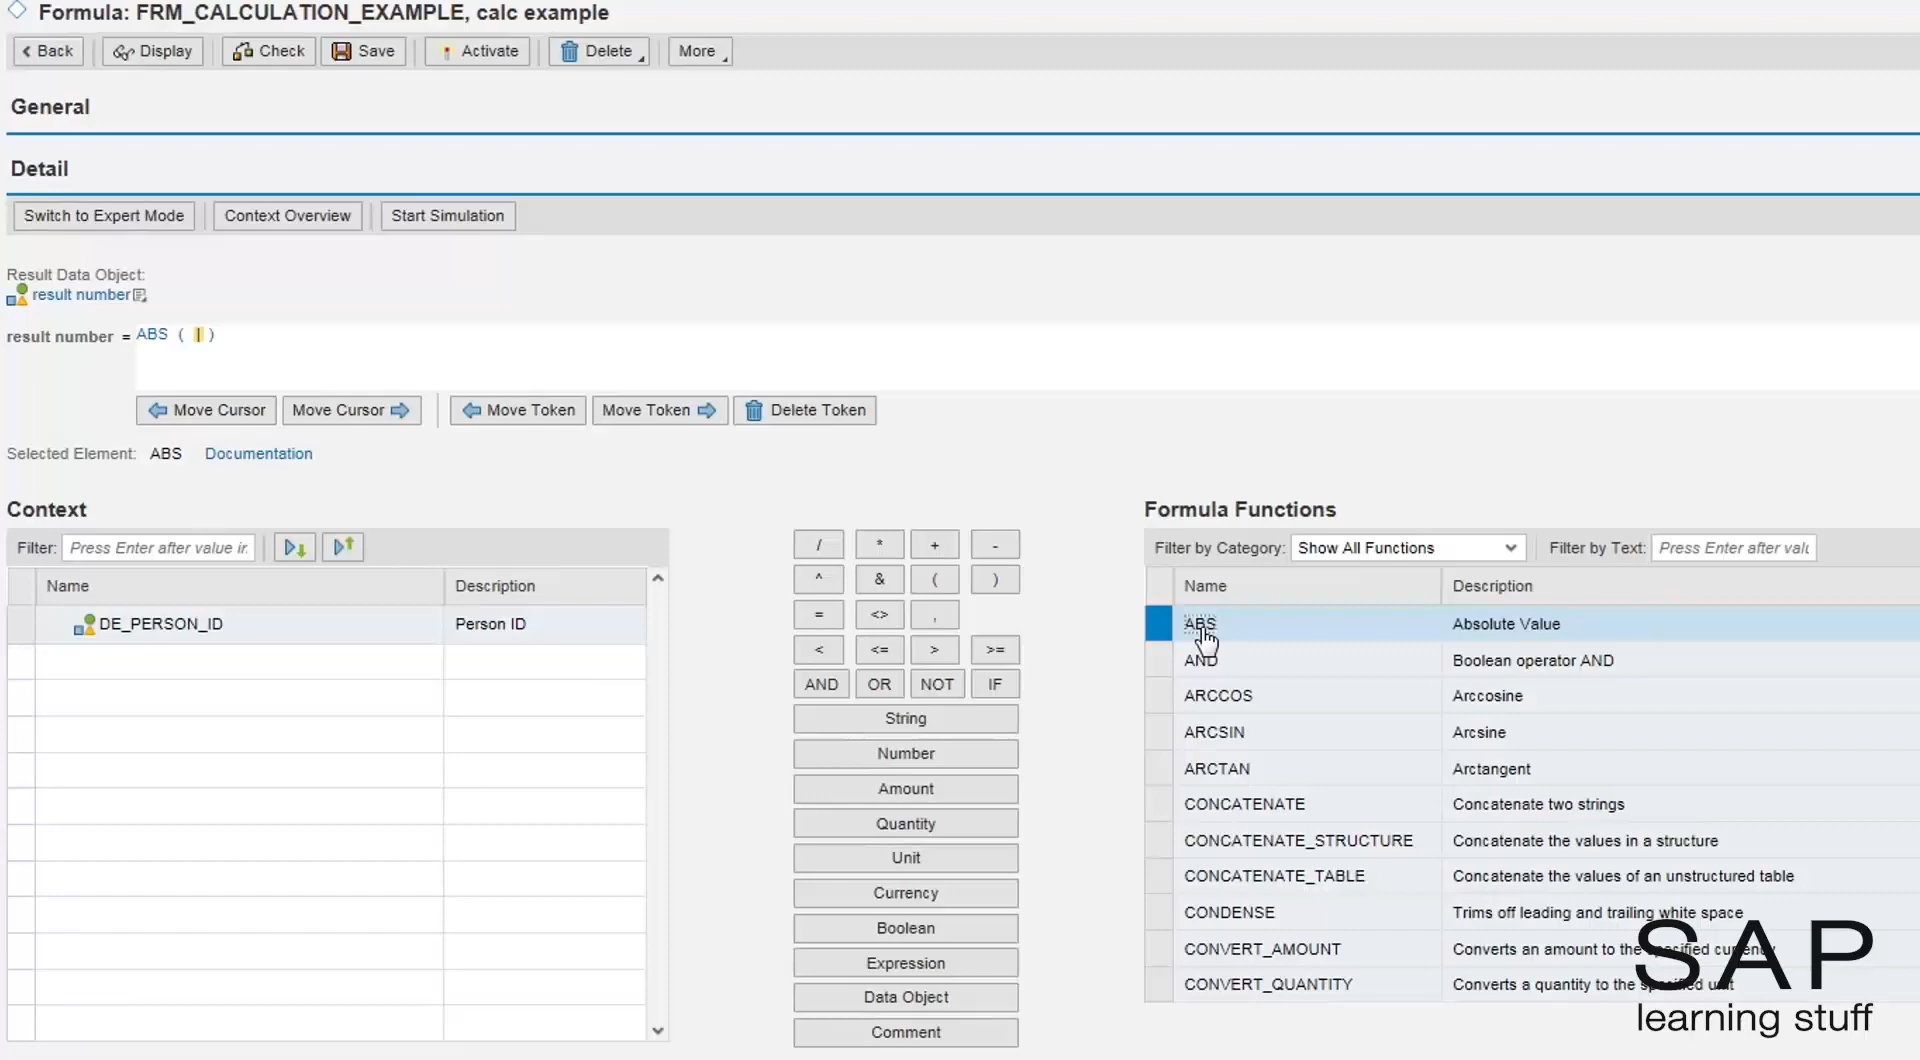 Formula: FRM_CALCULATION_EXAMPLE, calc example
Back Display Check Save Activate Delete More
General
Detail
Switch to Expert Mode Context Overview Start Simulation
Result Data Object:
result number
result number = ABS ( )
Move Cursor Move Cursor Move Token Move Token Delete Token
Selected Element: ABS Documentation
Context
Filter: Press Enter after value ir
Name Description
DE_PERSON_ID Person ID
/ * + -
^ & ( )
= <> ,
< <= > >=
AND OR NOT IF
String
Number
Amount
Quantity
Unit
Currency
Boolean
Expression
Data Object
Comment
Formula Functions
Filter by Category: Show All Functions Filter by Text: Press Enter after valu
Name Description
ABS Absolute Value
AND Boolean operator AND
ARCCOS Arccosine
ARCSIN Arcsine
ARCTAN Arctangent
CONCATENATE Concatenate two strings
CONCATENATE_STRUCTURE Concatenate the values in a structure
CONCATENATE_TABLE Concatenate the values of an unstructured table
CONDENSE Trims off leading and trailing white space
CONVERT_AMOUNT Converts an amount to the specified currency
CONVERT_QUANTITY Converts a quantity to the specified unit
SAP
learning stuff